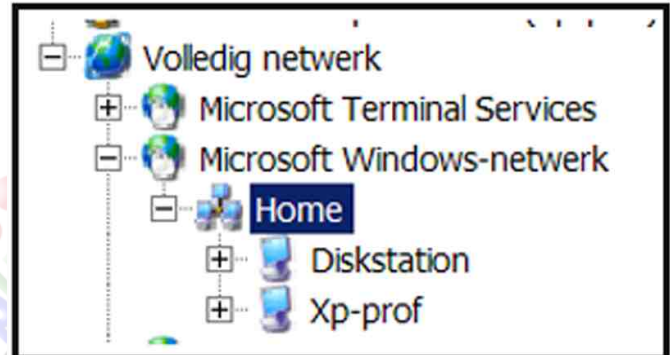 Volledig netwerk
Microsoft Terminal Services
Microsoft Windows-netwerk
Home
Diskstation
Xp-prof